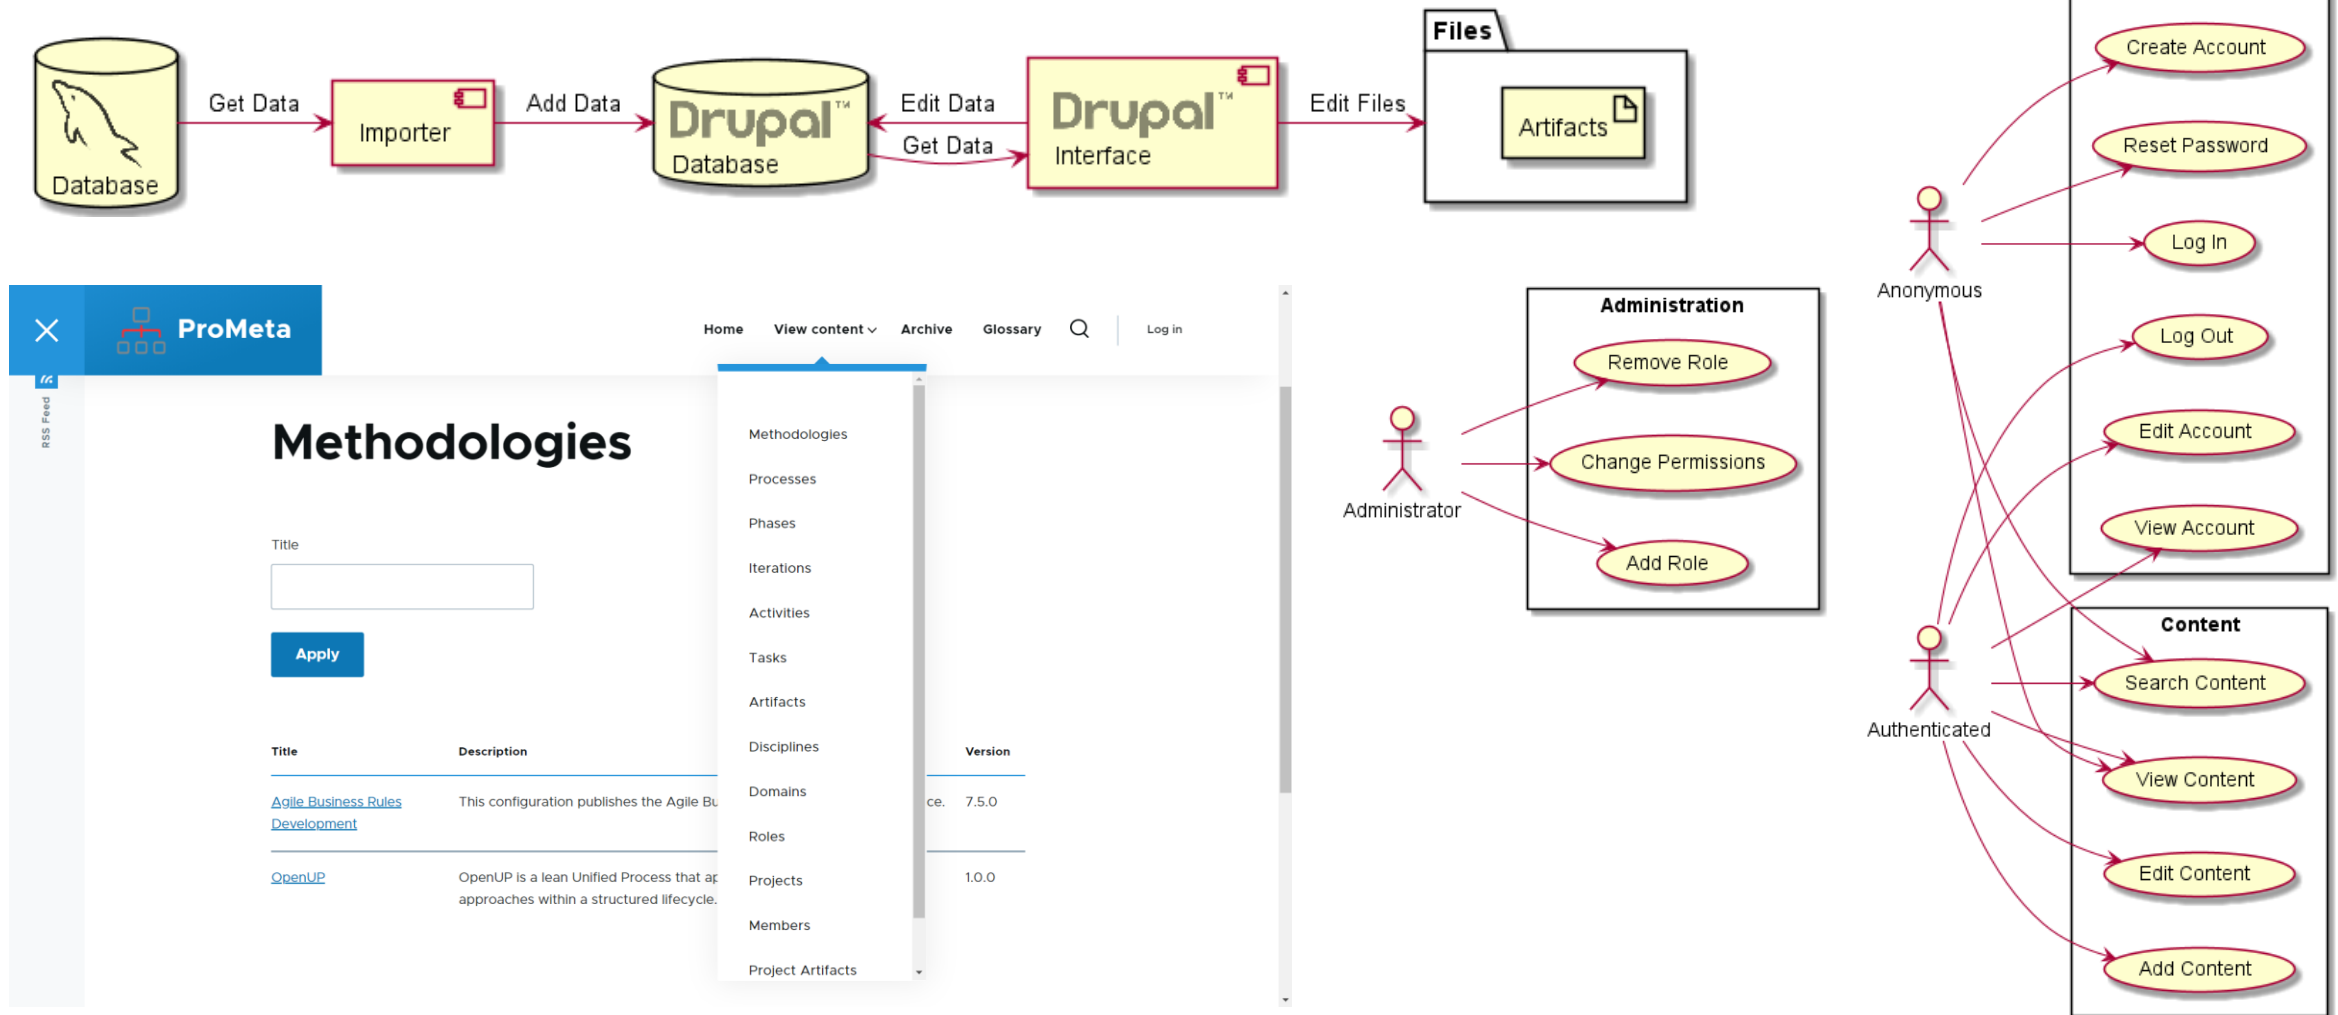 Database
Get Data
Importer
Add Data
Drupal™
Database
Edit Data
Get Data
Drupal™
Interface
Edit Files
Files
Artifacts
ProMeta
Home
View content
Archive
Glossary
Log in
RSS Feed
Methodologies
Title
Apply
Methodologies
Processes
Phases
Iterations
Activities
Tasks
Artifacts
Disciplines
Domains
Roles
Projects
Members
Project Artifacts
Title Description Version
Agile Business Rules
Development
This configuration publishes the Agile Bu
ce. 7.5.0
OpenUP
OpenUP is a lean Unified Process that ap
approaches within a structured lifecycle.
1.0.0
Administration
Remove Role
Change Permissions
Add Role
Administrator
Create Account
Reset Password
Log In
Log Out
Edit Account
View Account
Anonymous
Authenticated
Content
Search Content
View Content
Edit Content
Add Content